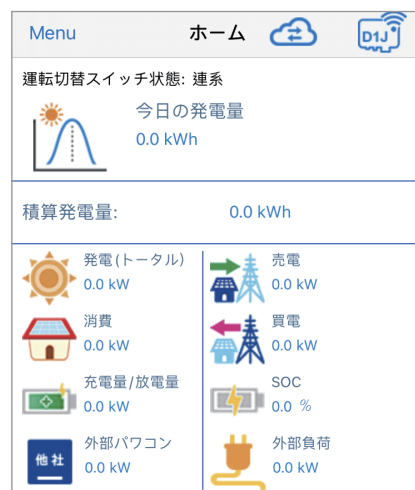 Menu ホーム D1J
運転切替スイッチ状態: 連系
今日の発電量
0.0 kWh
積算発電量: 0.0 kWh
発電(トータル)
0.0 kW
売電
0.0 kW
消費
0.0 kW
買電
0.0 kW
充電量/放電量
0.0 kW
SOC
0.0 %
他社
外部パワコン
0.0 kW
外部負荷
0.0 kW